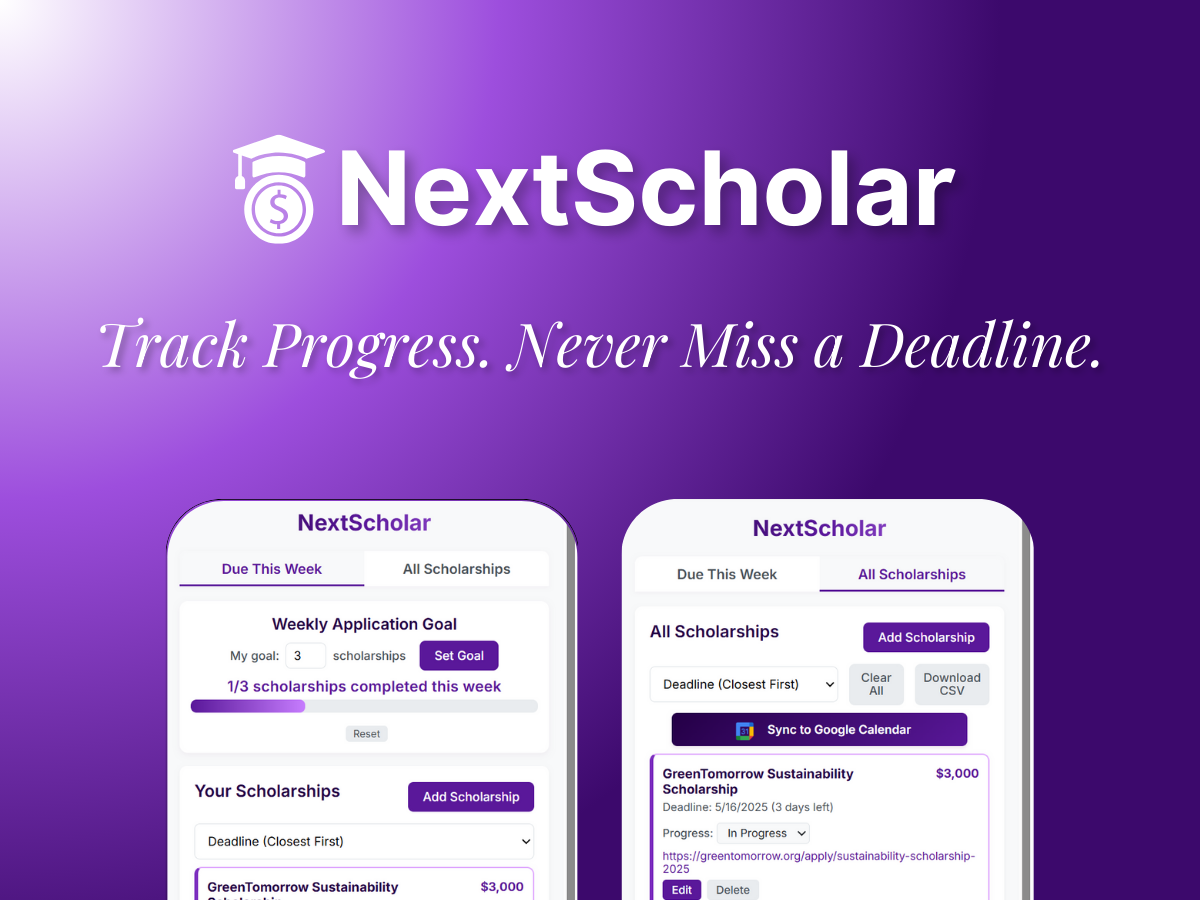 $ NextScholar
Track Progress. Never Miss a Deadline.
NextScholar
Due This Week All Scholarships
Weekly Application Goal
My goal: 3 scholarships Set Goal
1/3 scholarships completed this week
Reset
Your Scholarships Add Scholarship
Deadline (Closest First)
GreenTomorrow Sustainability $3,000
Scholarship
NextScholar
Due This Week All Scholarships
All Scholarships Add Scholarship
Deadline (Closest First) Clear All Download CSV
31 Sync to Google Calendar
GreenTomorrow Sustainability $3,000
Scholarship
Deadline: 5/16/2025 (3 days left)
Progress: In Progress
https://greentomorrow.org/apply/sustainability-scholarship-
2025
Edit Delete